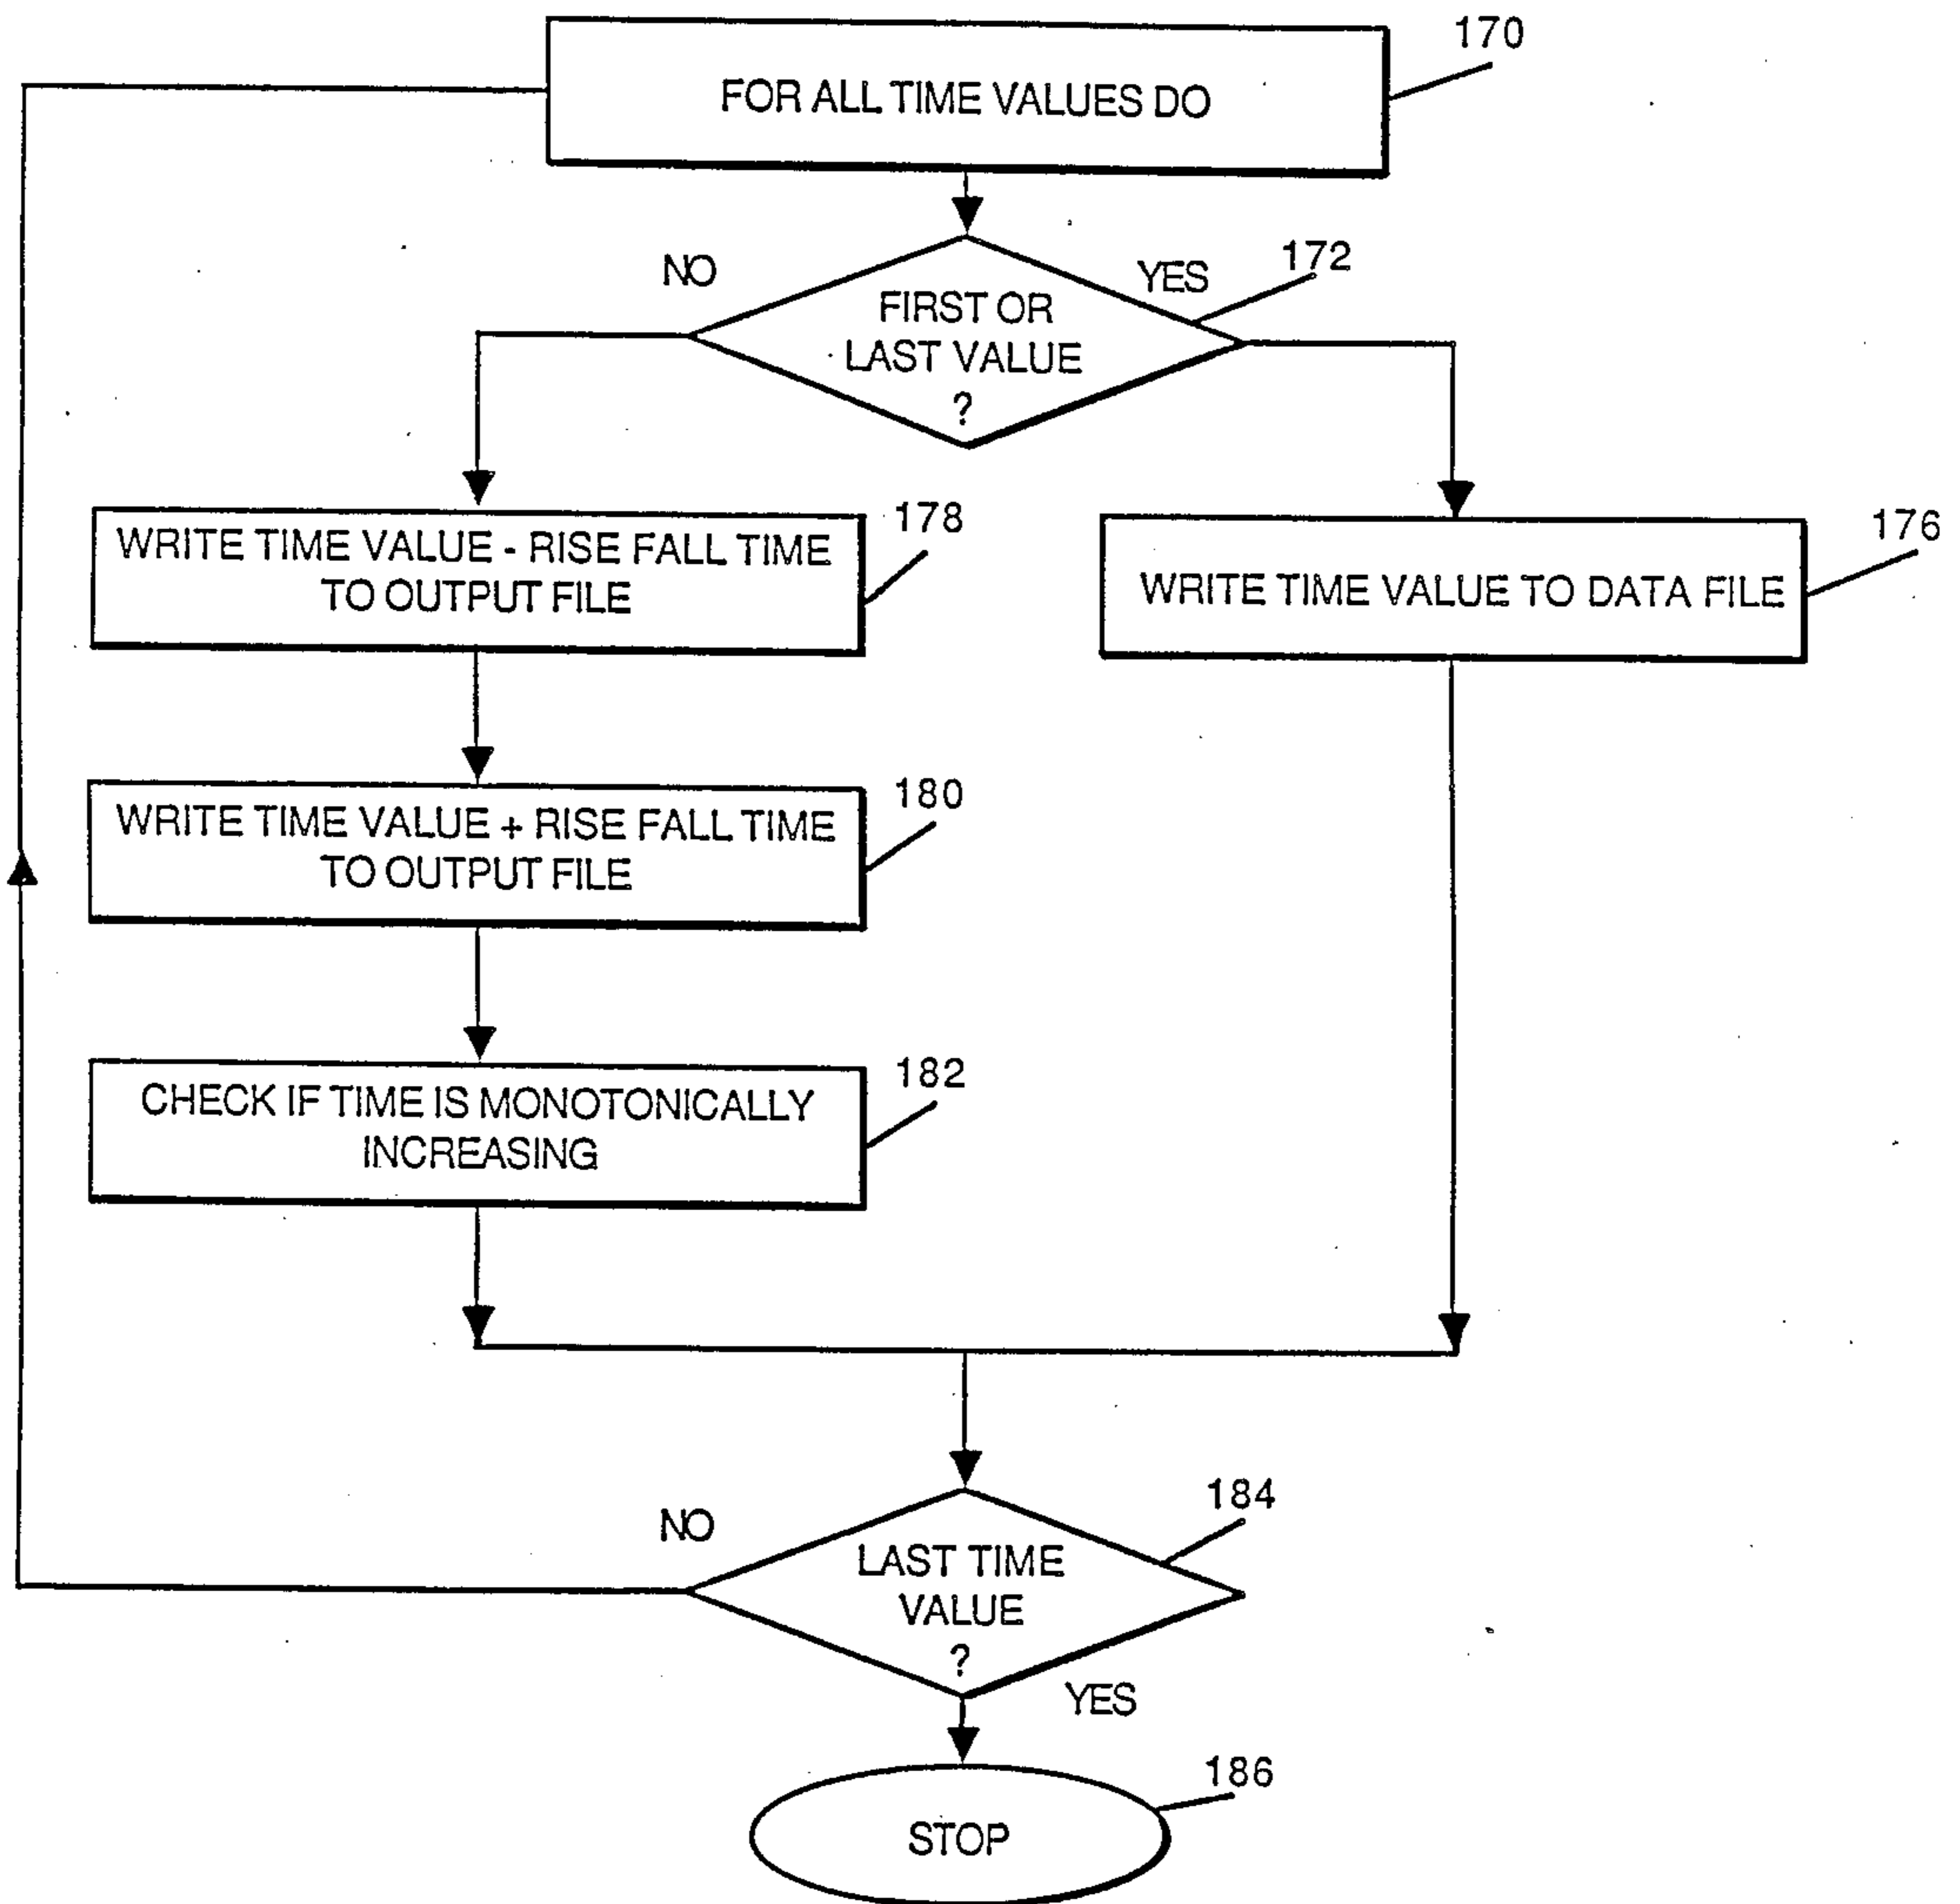 170
FOR ALL TIME VALUES DO
NO
YES
172
FIRST OR
LAST VALUE
?
178
WRITE TIME VALUE - RISE FALL TIME
TO OUTPUT FILE
176
WRITE TIME VALUE TO DATA FILE
180
WRITE TIME VALUE + RISE FALL TIME
TO OUTPUT FILE
182
CHECK IF TIME IS MONOTONICALLY
INCREASING
184
NO
LAST TIME
VALUE
?
YES
186
STOP